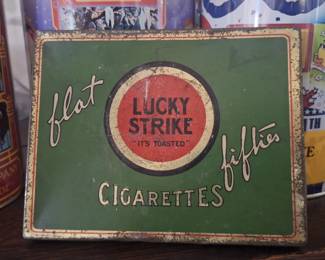 flat
LUCKY
STRIKE
"IT'S TOASTED"
fifties
CIGARETTES